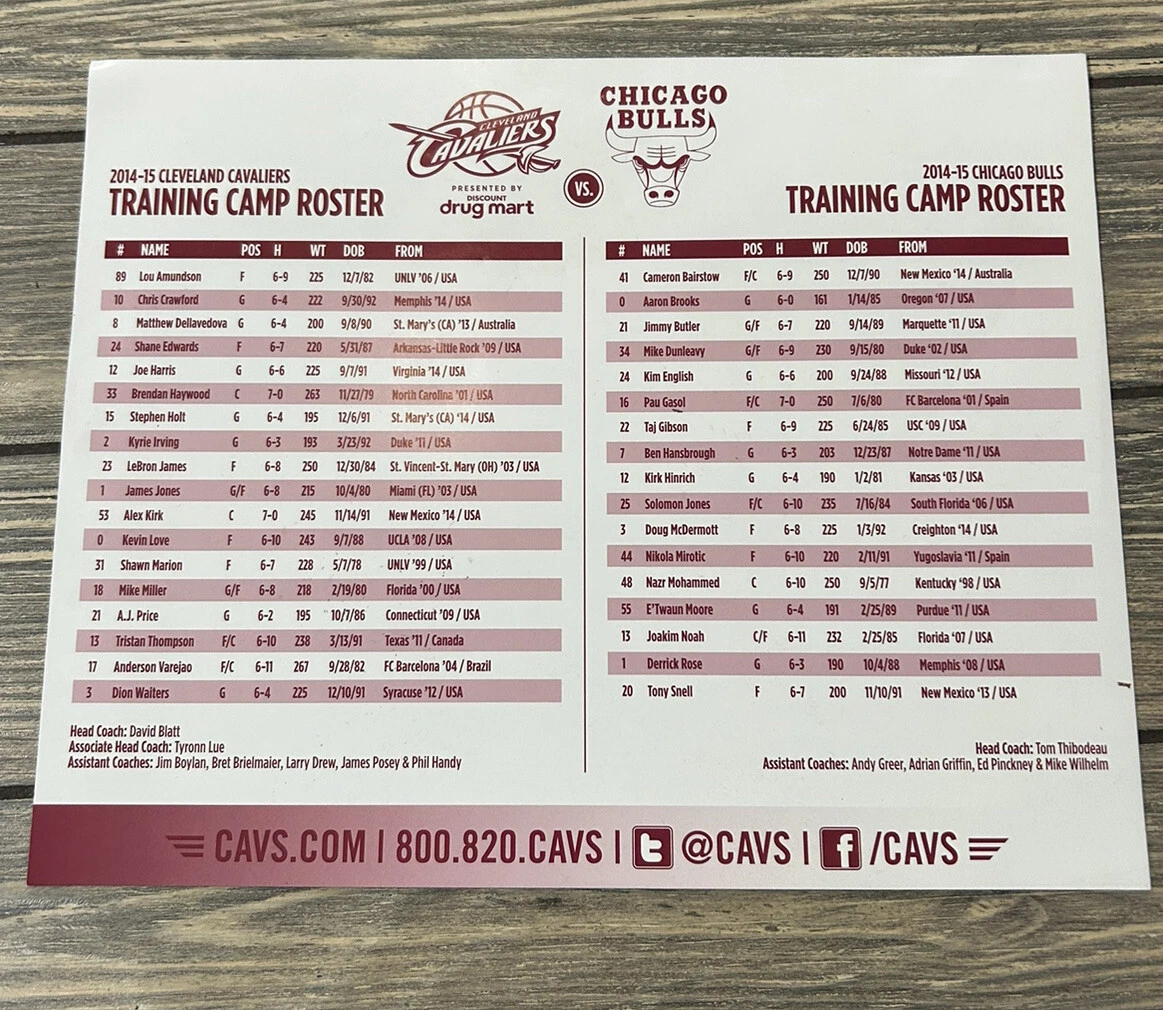 CLEVELAND
CAVALIERS
PRESENTED BY
DISCOUNT
drug mart
VS.
CHICAGO
BULLS
2014-15 CLEVELAND CAVALIERS
TRAINING CAMP ROSTER
# NAME POS H WT DOB FROM
89 Lou Amundson F 6-9 225 12/7/82 UNLV '06 / USA
10 Chris Crawford G 6-4 222 9/30/92 Memphis '14 / USA
8 Matthew Dellavedova G 6-4 200 9/8/90 St. Mary's (CA) '13 / Australia
24 Shane Edwards F 6-7 220 5/31/87 Arkansas-Little Rock '09 / USA
12 Joe Harris G 6-6 225 9/7/91 Virginia '14 / USA
33 Brendan Haywood C 7-0 263 11/27/79 North Carolina '01 / USA
15 Stephen Holt G 6-4 195 12/6/91 St. Mary's (CA) '14 / USA
2 Kyrie Irving G 6-3 193 3/23/92 Duke '11 / USA
23 LeBron James F 6-8 250 12/30/84 St. Vincent-St. Mary (OH) '03 / USA
1 James Jones G/F 6-8 215 10/4/80 Miami (FL) '03 / USA
53 Alex Kirk C 7-0 245 11/14/91 New Mexico '14 / USA
0 Kevin Love F 6-10 243 9/7/88 UCLA '08 / USA
31 Shawn Marion F 6-7 228 5/7/78 UNLV '99 / USA
18 Mike Miller G/F 6-8 218 2/19/80 Florida '00 / USA
21 A.J. Price G 6-2 195 10/7/86 Connecticut '09 / USA
13 Tristan Thompson F/C 6-10 238 3/13/91 Texas '11 / Canada
17 Anderson Varejao F/C 6-11 267 9/28/82 FC Barcelona '04 / Brazil
3 Dion Waiters G 6-4 225 12/10/91 Syracuse '12 / USA
Head Coach: David Blatt
Associate Head Coach: Tyronn Lue
Assistant Coaches: Jim Boylan, Bret Brielmaier, Larry Drew, James Posey & Phil Handy
2014-15 CHICAGO BULLS
TRAINING CAMP ROSTER
# NAME POS H WT DOB FROM
41 Cameron Bairstow F/C 6-9 250 12/7/90 New Mexico '14 / Australia
0 Aaron Brooks G 6-0 161 1/14/85 Oregon '07 / USA
21 Jimmy Butler G/F 6-7 220 9/14/89 Marquette '11 / USA
34 Mike Dunleavy G/F 6-9 230 9/15/80 Duke '02 / USA
24 Kim English G 6-6 200 9/24/88 Missouri '12 / USA
16 Pau Gasol F/C 7-0 250 7/6/80 FC Barcelona '01 / Spain
22 Taj Gibson F 6-9 225 6/24/85 USC '09 / USA
7 Ben Hansbrough G 6-3 203 12/23/87 Notre Dame '11 / USA
12 Kirk Hinrich G 6-4 190 1/2/81 Kansas '03 / USA
25 Solomon Jones F/C 6-10 235 7/16/84 South Florida '06 / USA
3 Doug McDermott F 6-8 225 1/3/92 Creighton '14 / USA
44 Nikola Mirotic F 6-10 220 2/11/91 Yugoslavia '11 / Spain
48 Nazr Mohammed C 6-10 250 9/5/77 Kentucky '98 / USA
55 E'Twaun Moore G 6-4 191 2/25/89 Purdue '11 / USA
13 Joakim Noah C/F 6-11 232 2/25/85 Florida '07 / USA
1 Derrick Rose G 6-3 190 10/4/88 Memphis '08 / USA
20 Tony Snell F 6-7 200 11/10/91 New Mexico '13 / USA
Head Coach: Tom Thibodeau
Assistant Coaches: Andy Greer, Adrian Griffin, Ed Pinckney & Mike Wilhelm
CAVS.COM | 800.820.CAVS | t @CAVS | f /CAVS